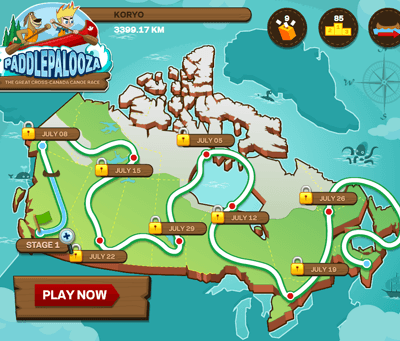 KORYO
9
85
3399.17 KM
PADDLEPALOOZA
THE GREAT CROSS-CANADA CANOE RACE
JULY 08
JULY 05
JULY 15
JULY 26
JULY 12
JULY 29
STAGE 1
JULY 22
JULY 19
PLAY NOW